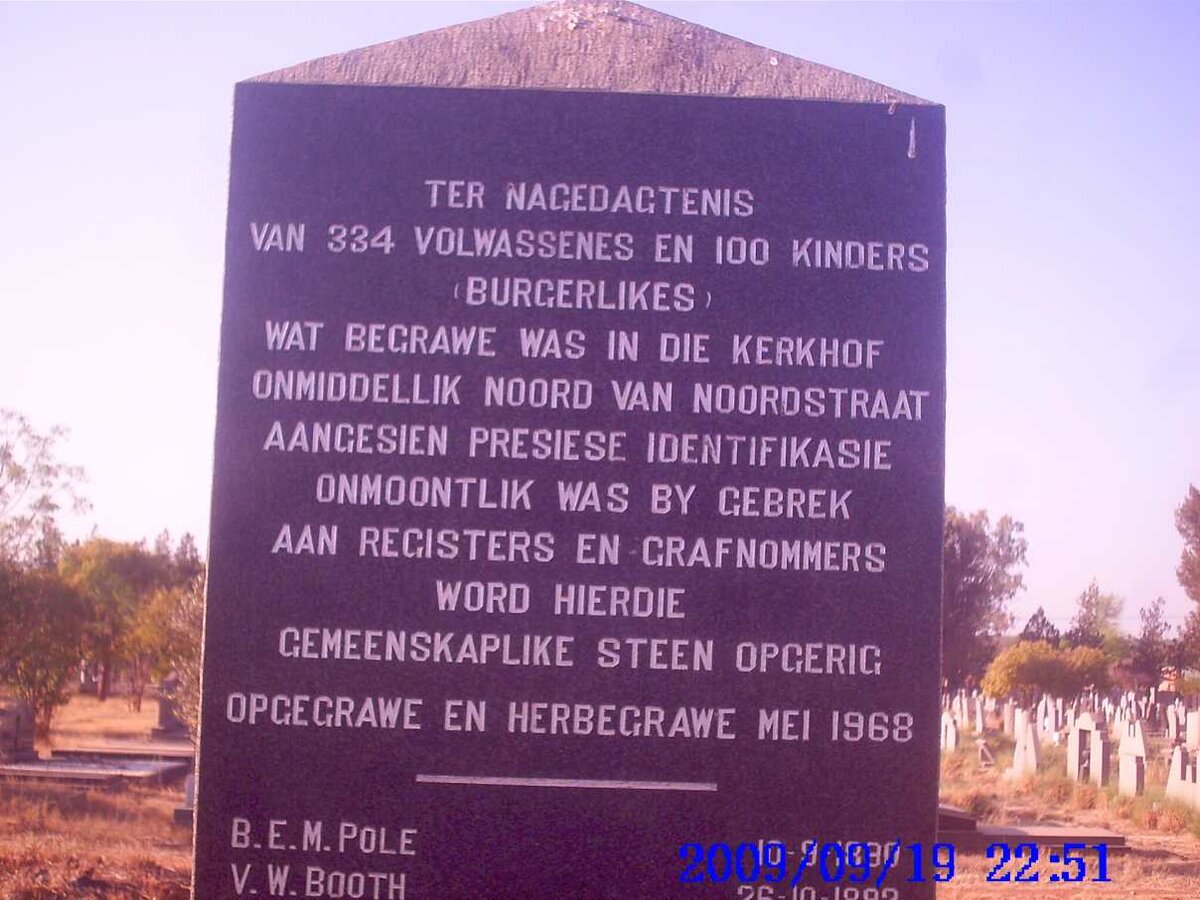 TER NAGEDAGTENIS
VAN 334 VOLWASSENES EN 100 KINDERS
(BURGERLIKES)
WAT BEGRAWE WAS IN DIE KERKHOF
ONMIDDELLIK NOORD VAN NOORDSTRAAT
AANGESIEN PRESIESE IDENTIFIKASIE
ONMOONTLIK WAS BY GEBREK
AAN REGISTERS EN GRAFNOMMERS
WORD HIERDIE
GEMEENSKAPLIKE STEEN OPGERIG
OPGEGRAWE EN HERBEGRAWE MEI 1968
B.E.M. POLE
V.W. BOOTH
2009/09/19 22:51